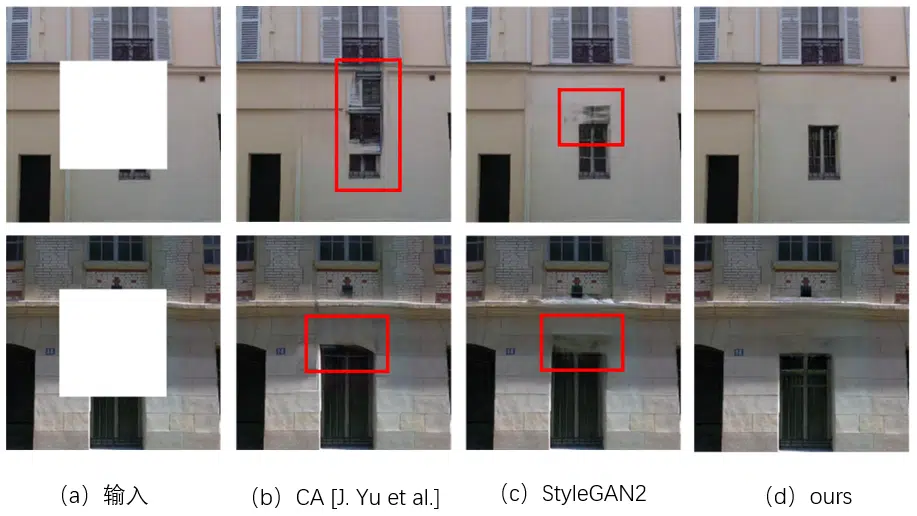 (a）输入
(b）CA [J. Yu et al.]
(c）StyleGAN2
(d）ours